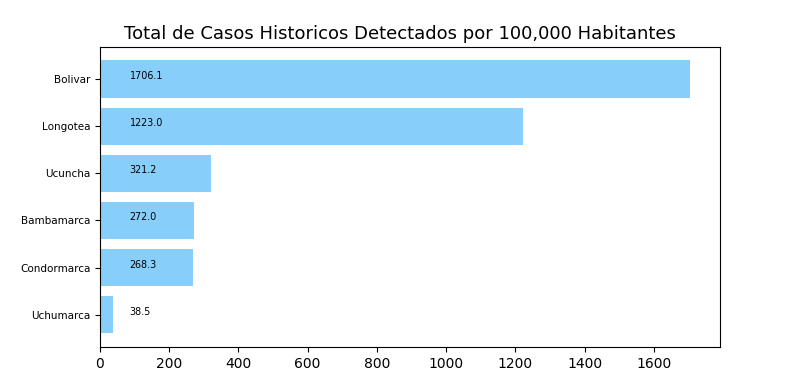 Total de Casos Historicos Detectados por 100,000 Habitantes
Bolivar 1706.1
Longotea 1223.0
Ucuncha 321.2
Bambamarca 272.0
Condormarca 268.3
Uchumarca 38.5
0 200 400 600 800 1000 1200 1400 1600